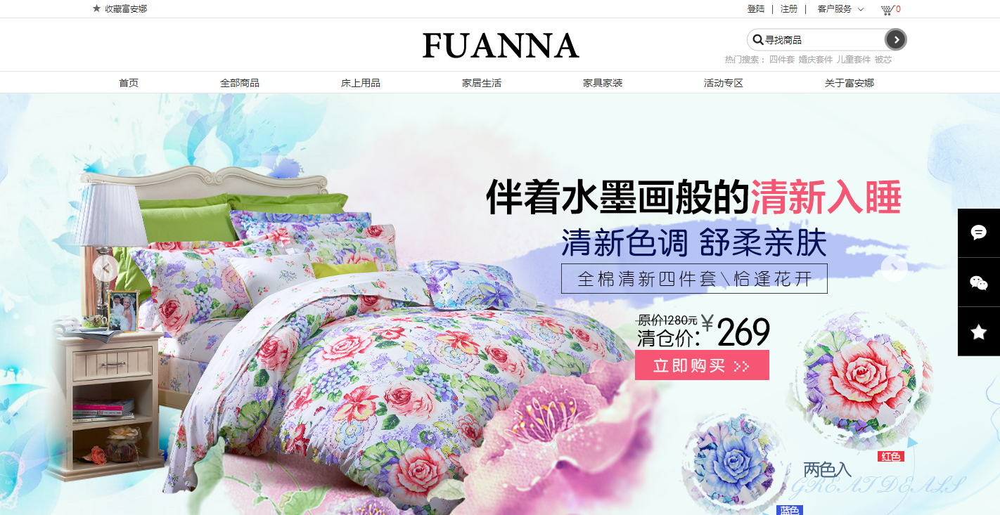 收藏富安娜
登陆 | 注册 | 客户服务 0
FUANNA
寻找商品
热门搜索： 四件套 婚庆套件 儿童套件 被芯
首页 全部商品 床上用品 家居生活 家具家装 活动专区 关于富安娜
伴着水墨画般的清新入睡
清新色调 舒柔亲肤
全棉清新四件套\恰逢花开
原价1280元
清仓价：￥269
立即购买 >>
红色
两色入
GREAT DEALS
蓝色